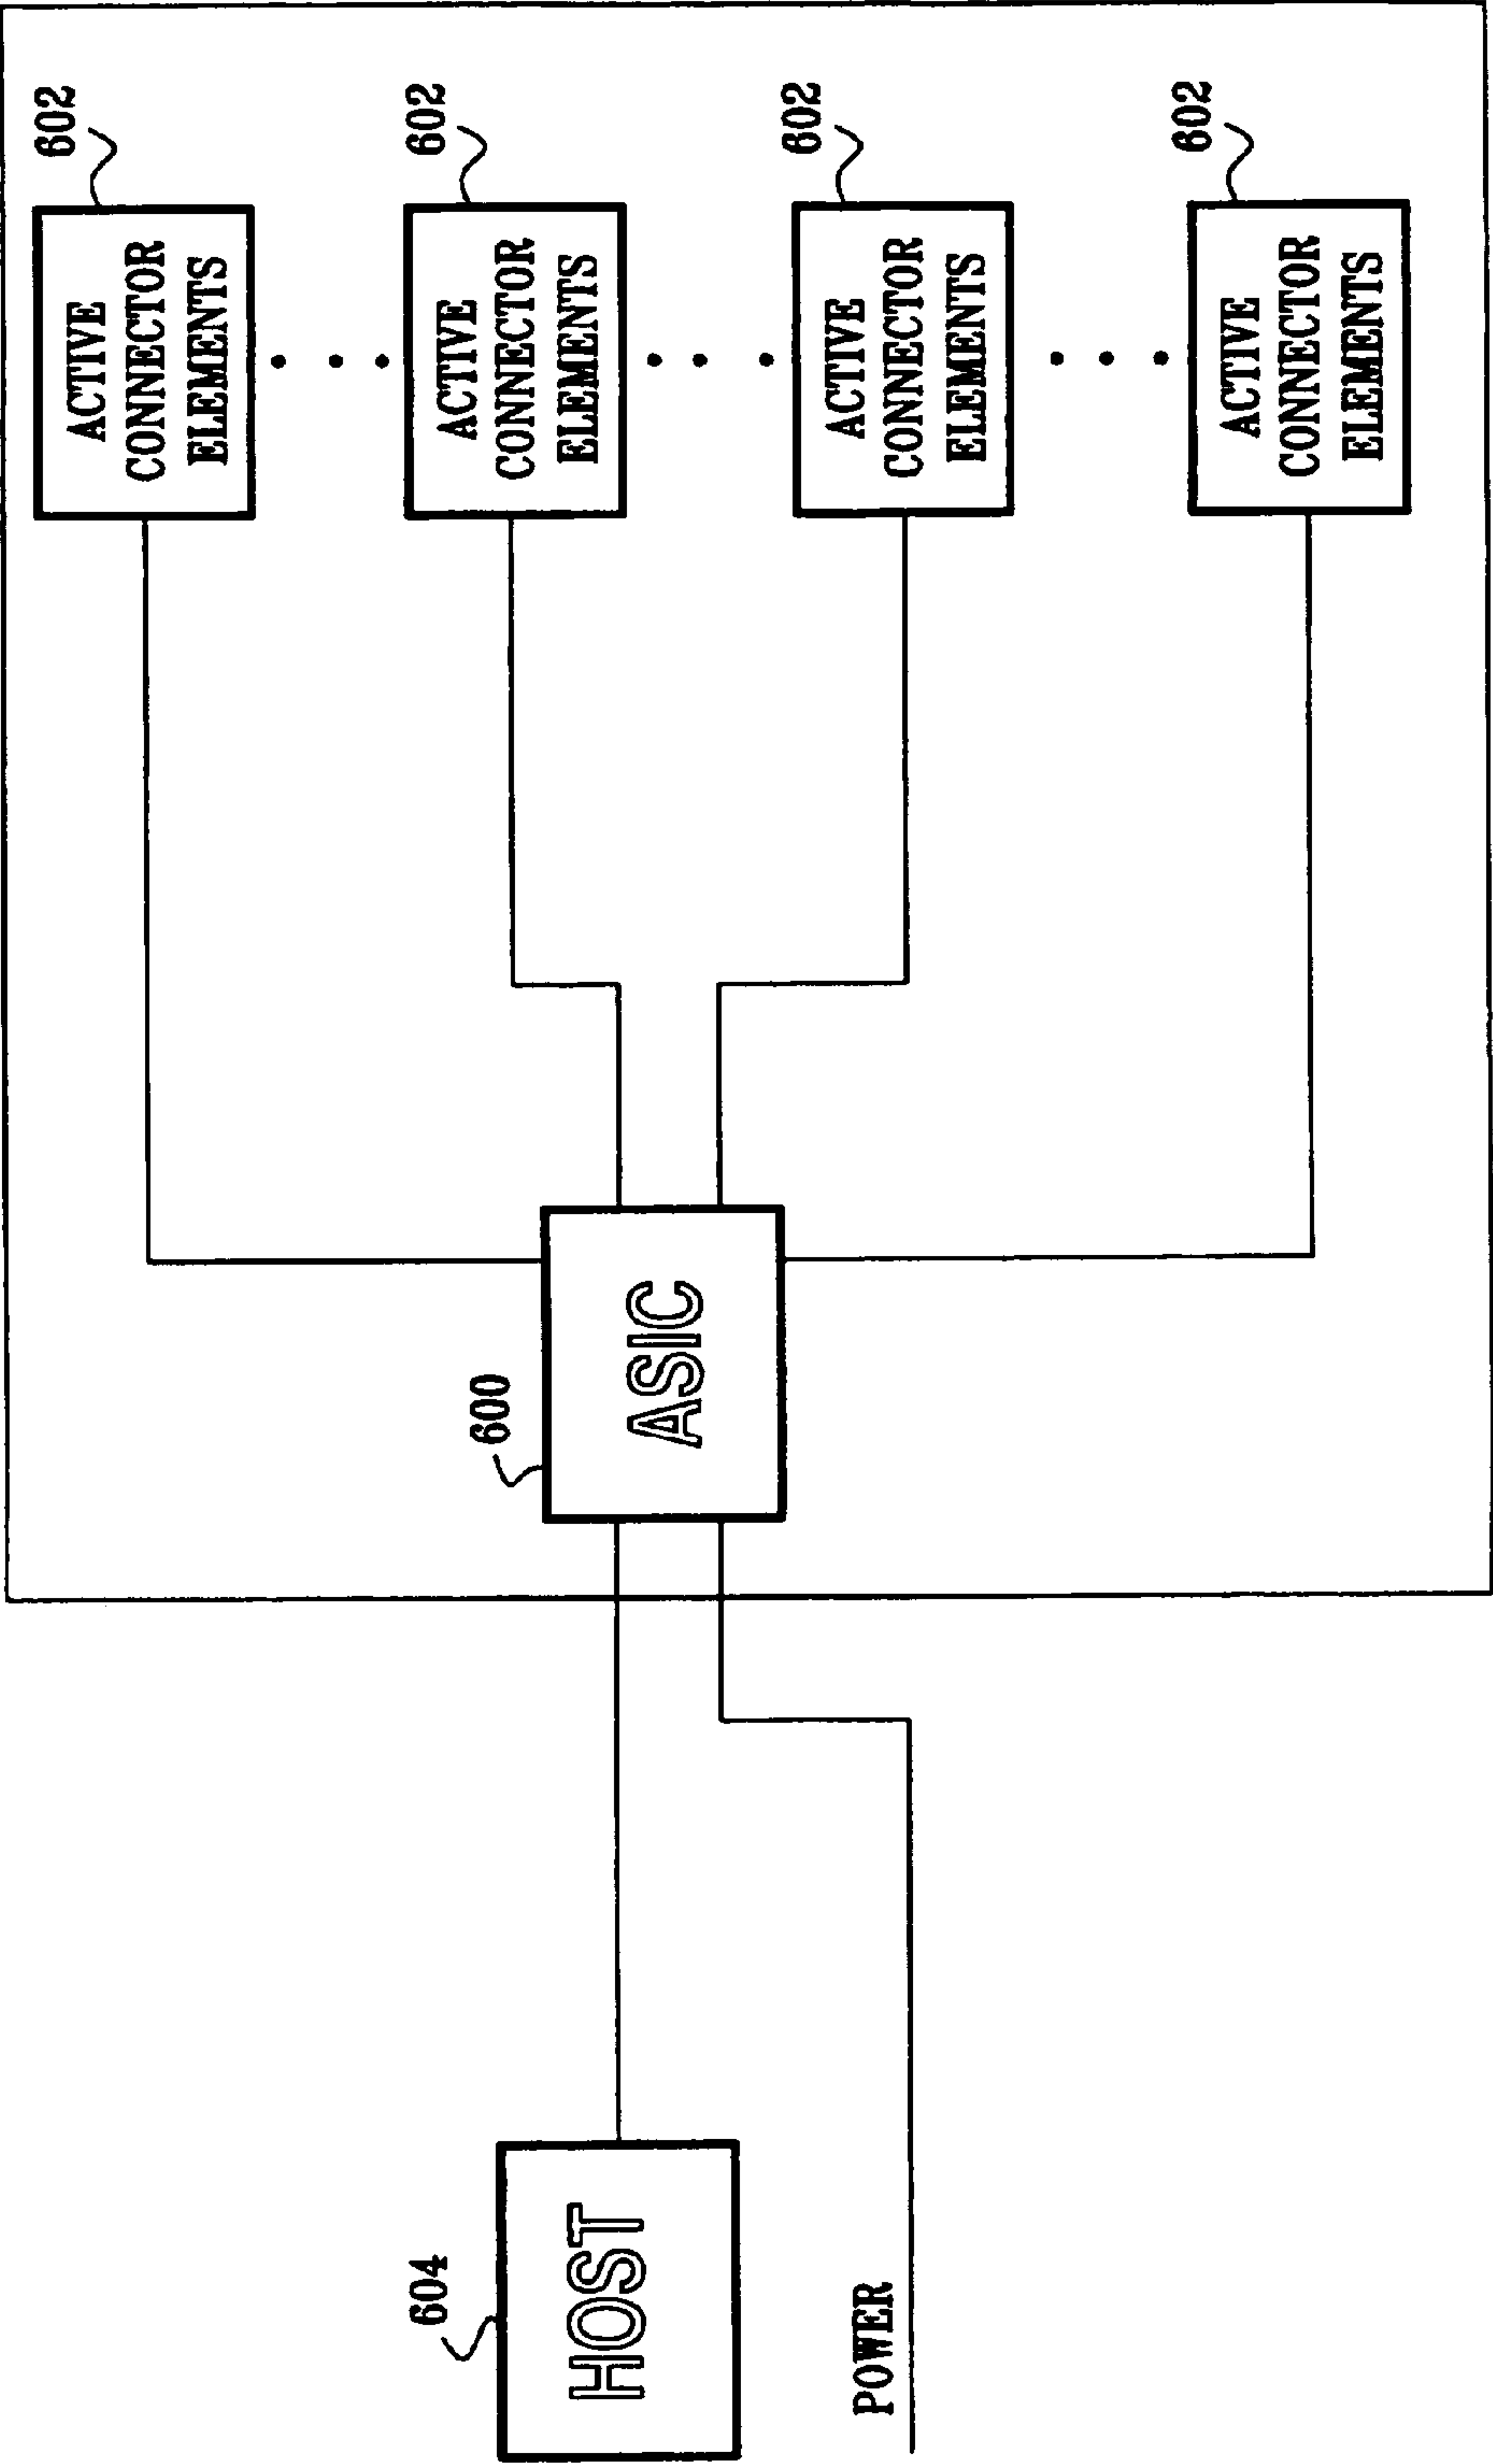 604
HOST
POWER
600
ASIC
602
ACTIVE
CONNECTOR
ELEMENTS
602
ACTIVE
CONNECTOR
ELEMENTS
602
ACTIVE
CONNECTOR
ELEMENTS
602
ACTIVE
CONNECTOR
ELEMENTS